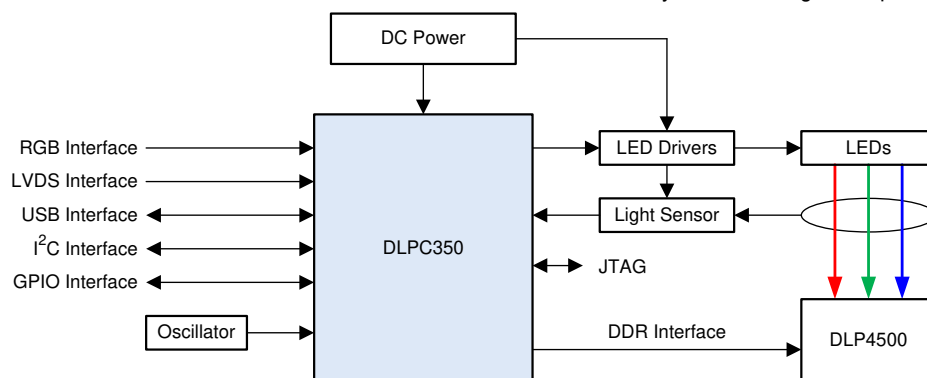 DC Power
RGB Interface
LVDS Interface
USB Interface
I²C Interface
GPIO Interface
Oscillator
DLPC350
LED Drivers
LEDs
Light Sensor
JTAG
DDR Interface
DLP4500